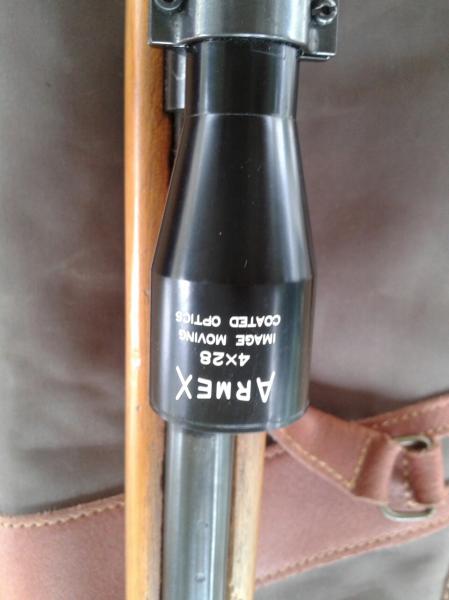 ARMEX
4X28
IMAGE MOVING
COATED OPTICS